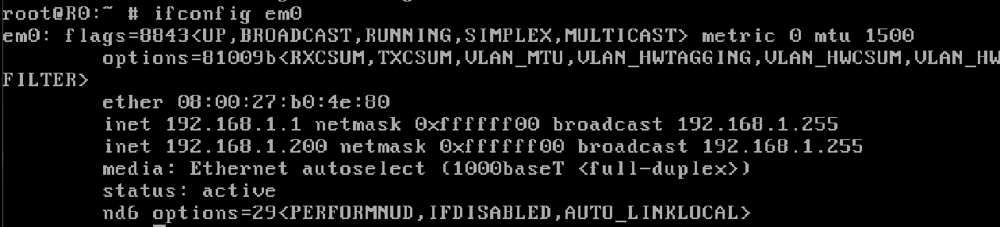 root@R0:~ # ifconfig em0
em0: flags=8843<UP,BROADCAST,RUNNING,SIMPLEX,MULTICAST> metric 0 mtu 1500
        options=81009b<RXCSUM,TXCSUM,VLAN_MTU,VLAN_HWTAGGING,VLAN_HWCSUM,VLAN_HW
FILTER>
        ether 08:00:27:b0:4e:80
        inet 192.168.1.1 netmask 0xffffff00 broadcast 192.168.1.255
        inet 192.168.1.200 netmask 0xffffff00 broadcast 192.168.1.255
        media: Ethernet autoselect (1000baseT <full-duplex>)
        status: active
        nd6 options=29<PERFORMNUD,IFDISABLED,AUTO_LINKLOCAL>